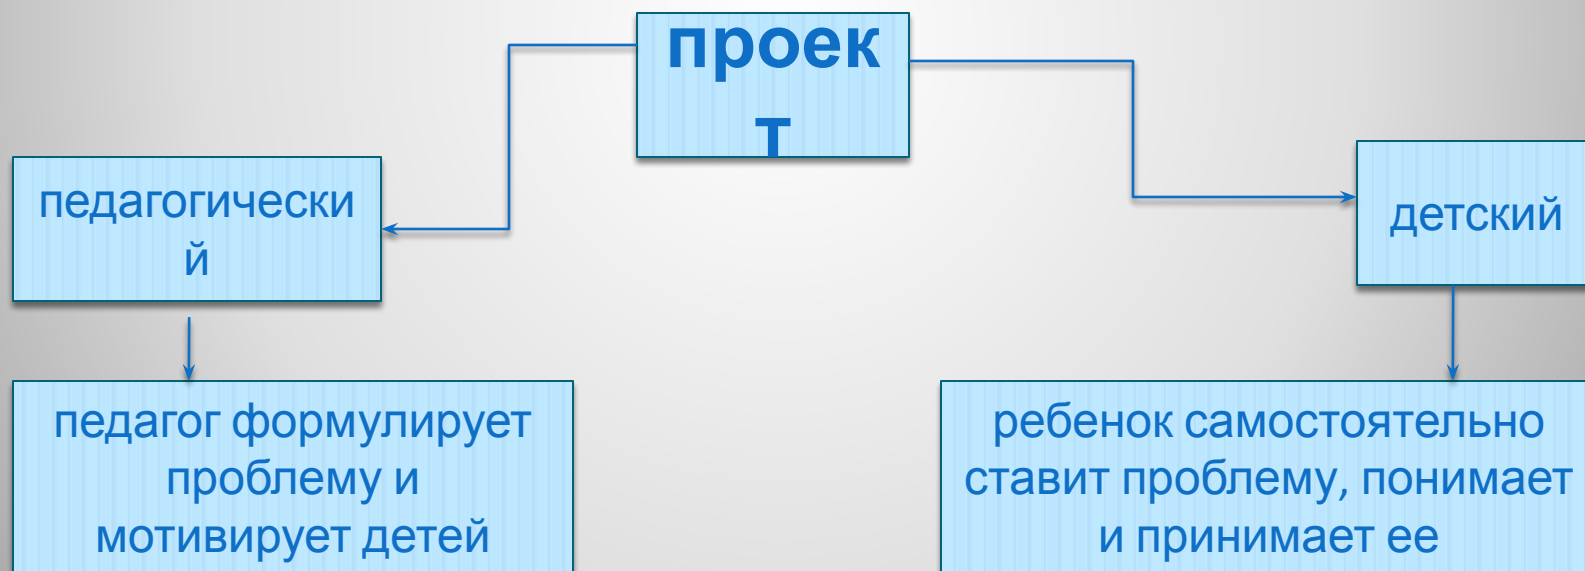 проек
т
педагогически
й
детский
педагог формулирует
проблему и
мотивирует детей
ребенок самостоятельно
ставит проблему, понимает
и принимает ее